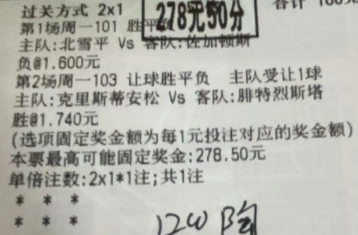 过关方式 2x1
278元50分
第1场周一101 胜平负
主队:北雪平 Vs 客队:佐加顿斯
负@1.600元
第2场周一103 让球胜平负 主队受让1球
主队:克里斯蒂安松 Vs 客队:腓特烈斯塔
胜@1.740元
(选项固定奖金额为每1元投注对应的奖金额)
本票最高可能固定奖金:278.50元
单倍注数:2x1*1注;共1注
* * *
* * *